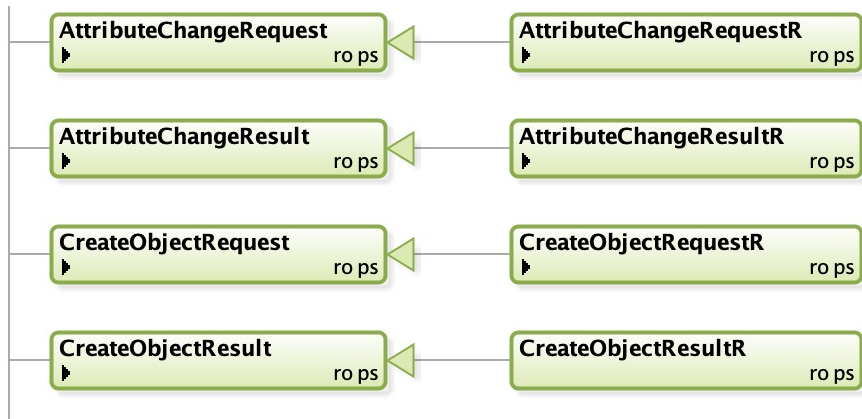 AttributeChangeRequest
ro ps
AttributeChangeRequestR
ro ps
AttributeChangeResult
ro ps
AttributeChangeResultR
ro ps
CreateObjectRequest
ro ps
CreateObjectRequestR
ro ps
CreateObjectResult
ro ps
CreateObjectResultR
ro ps